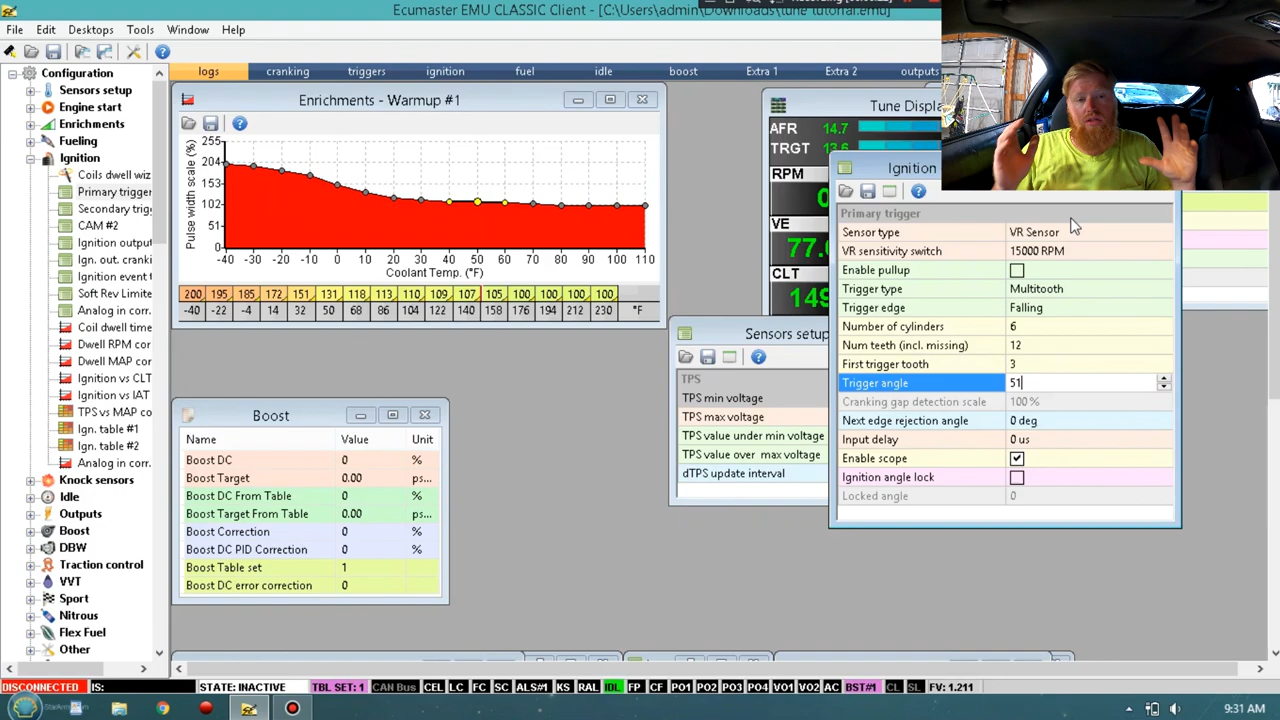 Ecumaster EMU CLASSIC Client - [C:\Users\admin\Downloads\tune tutorial.emu]
File Edit Desktops Tools Window Help
logs cranking triggers ignition fuel idle boost Extra 1 Extra 2 outputs
Configuration
Sensors setup
Engine start
Enrichments
Fueling
Ignition
Coils dwell wiz
Primary trigger
Secondary trig
CAM #2
Ignition outpu
Ign. out. cranki
Ignition event
Soft Rev Limite
Analog in corr.
Coil dwell time
Dwell RPM cor
Dwell MAP cor
Ignition vs CLT
Ignition vs IAT
TPS vs MAP co
Ign. table #1
Ign. table #2
Analog in corr.
Knock sensors
Idle
Outputs
Boost
DBW
Traction control
VVT
Sport
Nitrous
Flex Fuel
Other
Enrichments - Warmup #1
Pulse width scale (%)
255
204
153
102
51
0
-40 -30 -20 -10 0 10 20 30 40 50 60 70 80 90 100 110
Coolant Temp. (°F)
200 195 185 172 151 131 118 113 110 109 107 105 100 100 100 100
-40 -22 -4 14 32 50 68 86 104 122 140 158 176 194 212 230 °F
Boost
Name Value Unit
Boost DC 0 %
Boost Target 0.00 ps...
Boost DC From Table 0 %
Boost Target From Table 0.00 ps...
Boost Correction 0 %
Boost DC PID Correction 0 %
Boost Table set 1
Boost DC error correction 0
Tune Displa
AFR 14.7
TRGT 13.6
RPM
VE
77.
CLT
149
Sensors setup
TPS
TPS min voltage
TPS max voltage
TPS value under min voltage
TPS value over max voltage
dTPS update interval
Ignition
Primary trigger
Sensor type VR Sensor
VR sensitivity switch 15000 RPM
Enable pullup
Trigger type Multitooth
Trigger edge Falling
Number of cylinders 6
Num teeth (incl. missing) 12
First trigger tooth 3
Trigger angle 51
Cranking gap detection scale 100 %
Next edge rejection angle 0 deg
Input delay 0 us
Enable scope
Ignition angle lock
Locked angle 0
DISCONNECTED IS: STATE: INACTIVE TBL SET: 1 CAN Bus CEL LC FC SC ALS#1 KS RAL IDL FP CF PO1 PO2 PO3 PO4 VO1 VO2 AC BST#1 CL SL FV: 1.211
9:31 AM